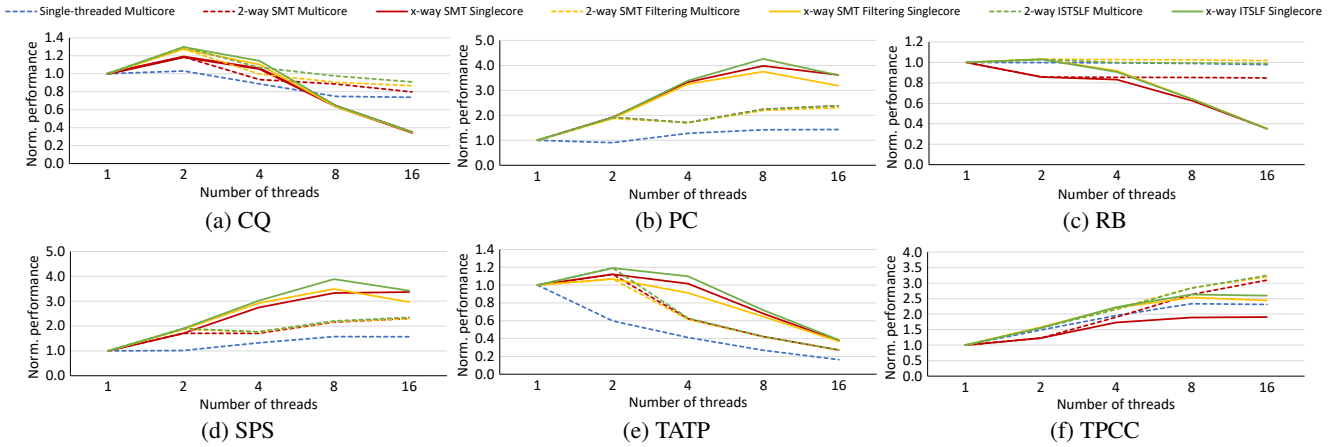 Single-threaded Multicore 2-way SMT Multicore x-way SMT Singlecore 2-way SMT Filtering Multicore x-way SMT Filtering Singlecore 2-way ISTSLF Multicore x-way ITSLF Singlecore
Norm. performance
1.4
1.2
1.0
0.8
0.6
0.4
0.2
0.0
1 2 4 8 16
Number of threads
(a) CQ
Norm. performance
5.0
4.0
3.0
2.0
1.0
0.0
1 2 4 8 16
Number of threads
(b) PC
Norm. performance
1.2
1.0
0.8
0.6
0.4
0.2
0.0
1 2 4 8 16
Number of threads
(c) RB
Norm. performance
5.0
4.0
3.0
2.0
1.0
0.0
1 2 4 8 16
Number of threads
(d) SPS
Norm. performance
1.4
1.2
1.0
0.8
0.6
0.4
0.2
0.0
1 2 4 8 16
Number of threads
(e) TATP
Norm. performance
4.0
3.5
3.0
2.5
2.0
1.5
1.0
0.5
0.0
1 2 4 8 16
Number of threads
(f) TPCC